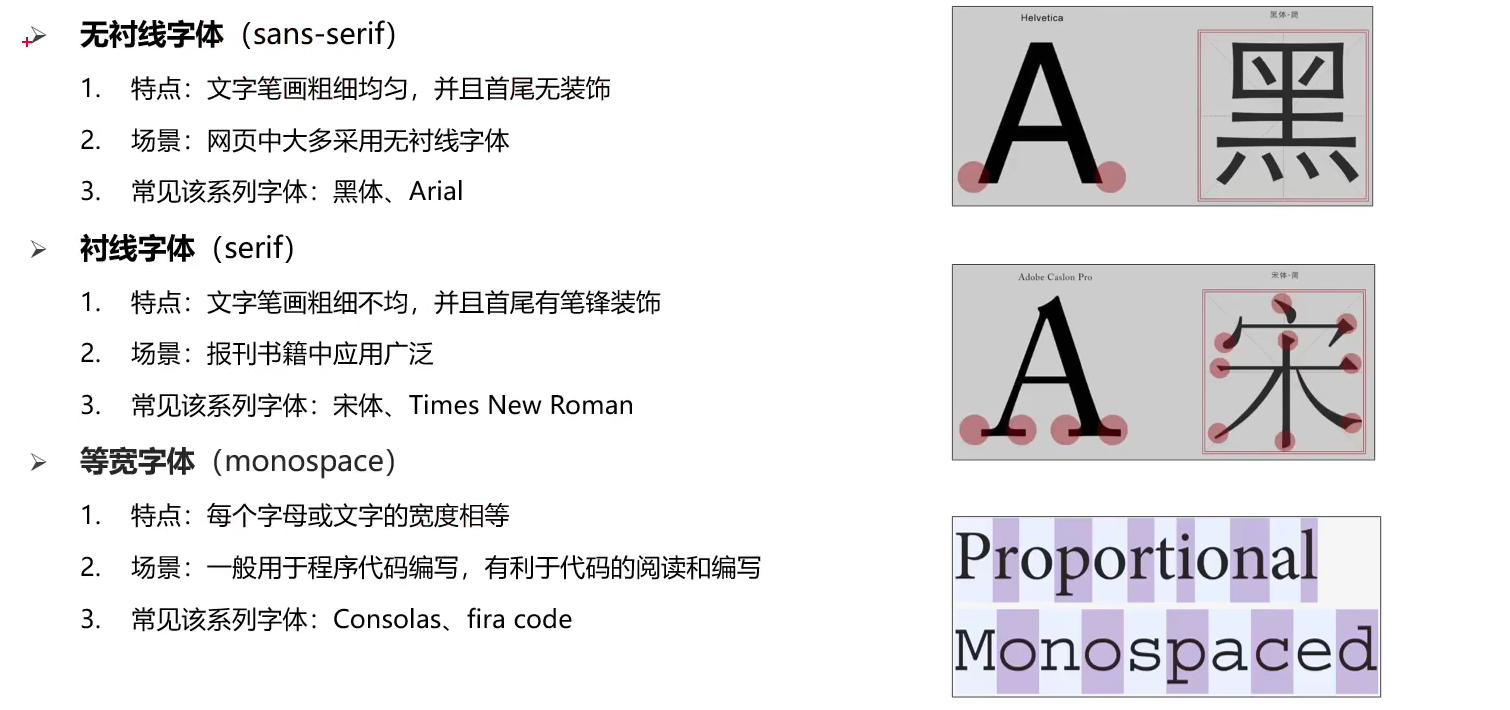 ➢ 无衬线字体（sans-serif）
1. 特点：文字笔画粗细均匀，并且首尾无装饰
2. 场景：网页中大多采用无衬线字体
3. 常见该系列字体：黑体、Arial
Helvetica
黑体-简
A
黑
➢ 衬线字体（serif）
1. 特点：文字笔画粗细不均，并且首尾有笔锋装饰
2. 场景：报刊书籍中应用广泛
3. 常见该系列字体：宋体、Times New Roman
Adobe Caslon Pro
宋体-简
A
宋
➢ 等宽字体（monospace）
1. 特点：每个字母或文字的宽度相等
2. 场景：一般用于程序代码编写，有利于代码的阅读和编写
3. 常见该系列字体：Consolas、fira code
Proportional
Monospaced